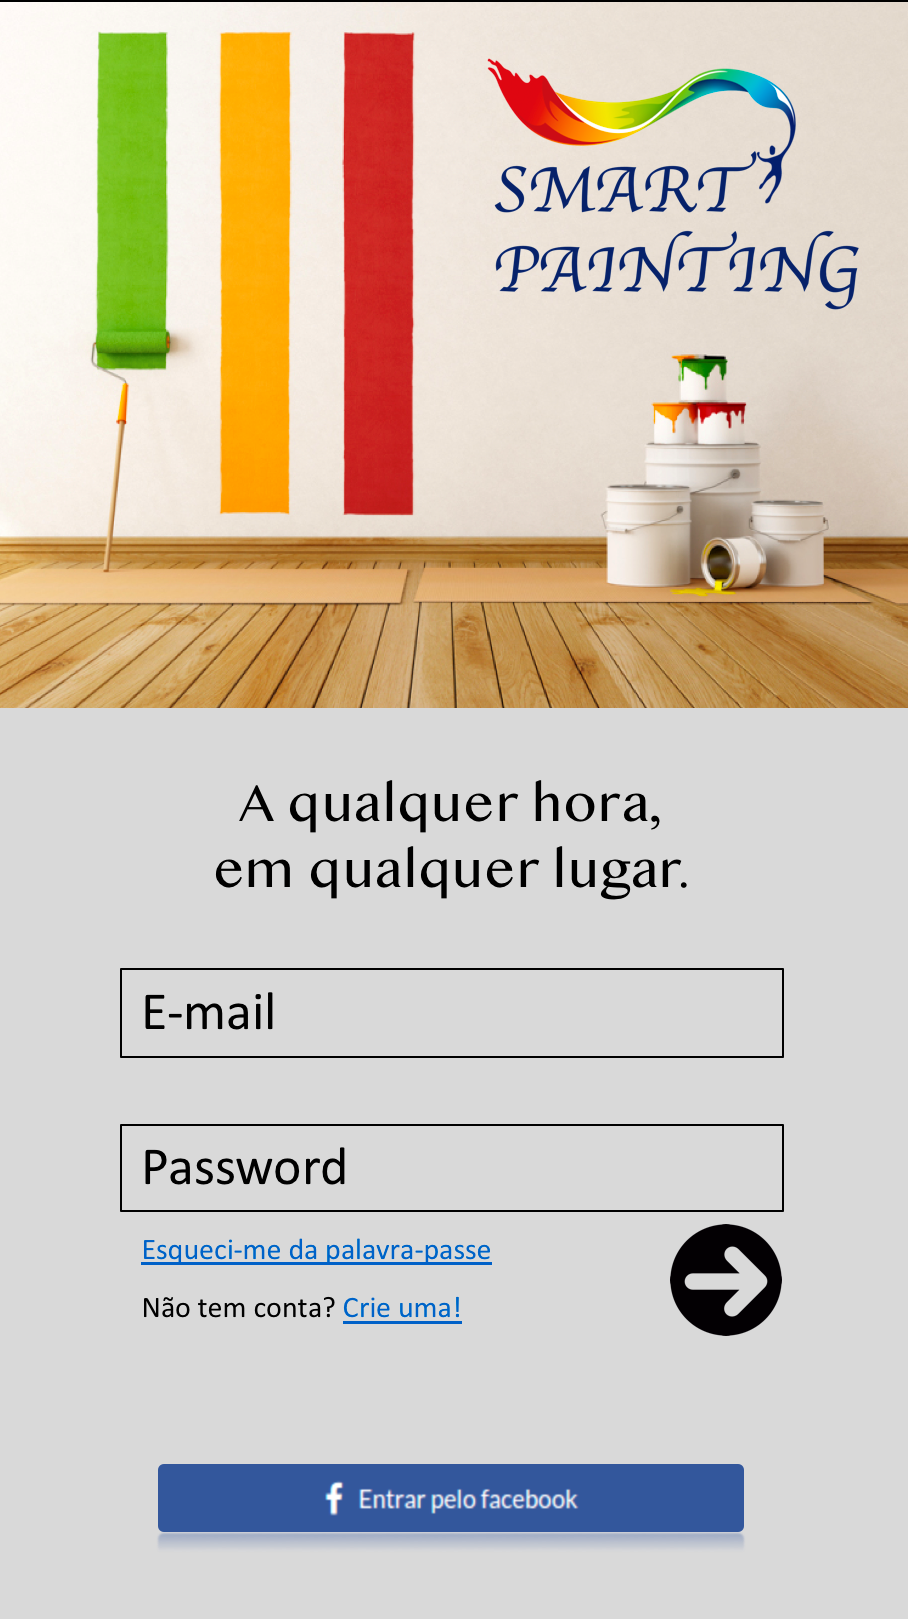 SMART
PAINTING
A qualquer hora,
em qualquer lugar.
E-mail
Password
Esqueci-me da palavra-passe
Não tem conta? Crie uma!
f Entrar pelo facebook